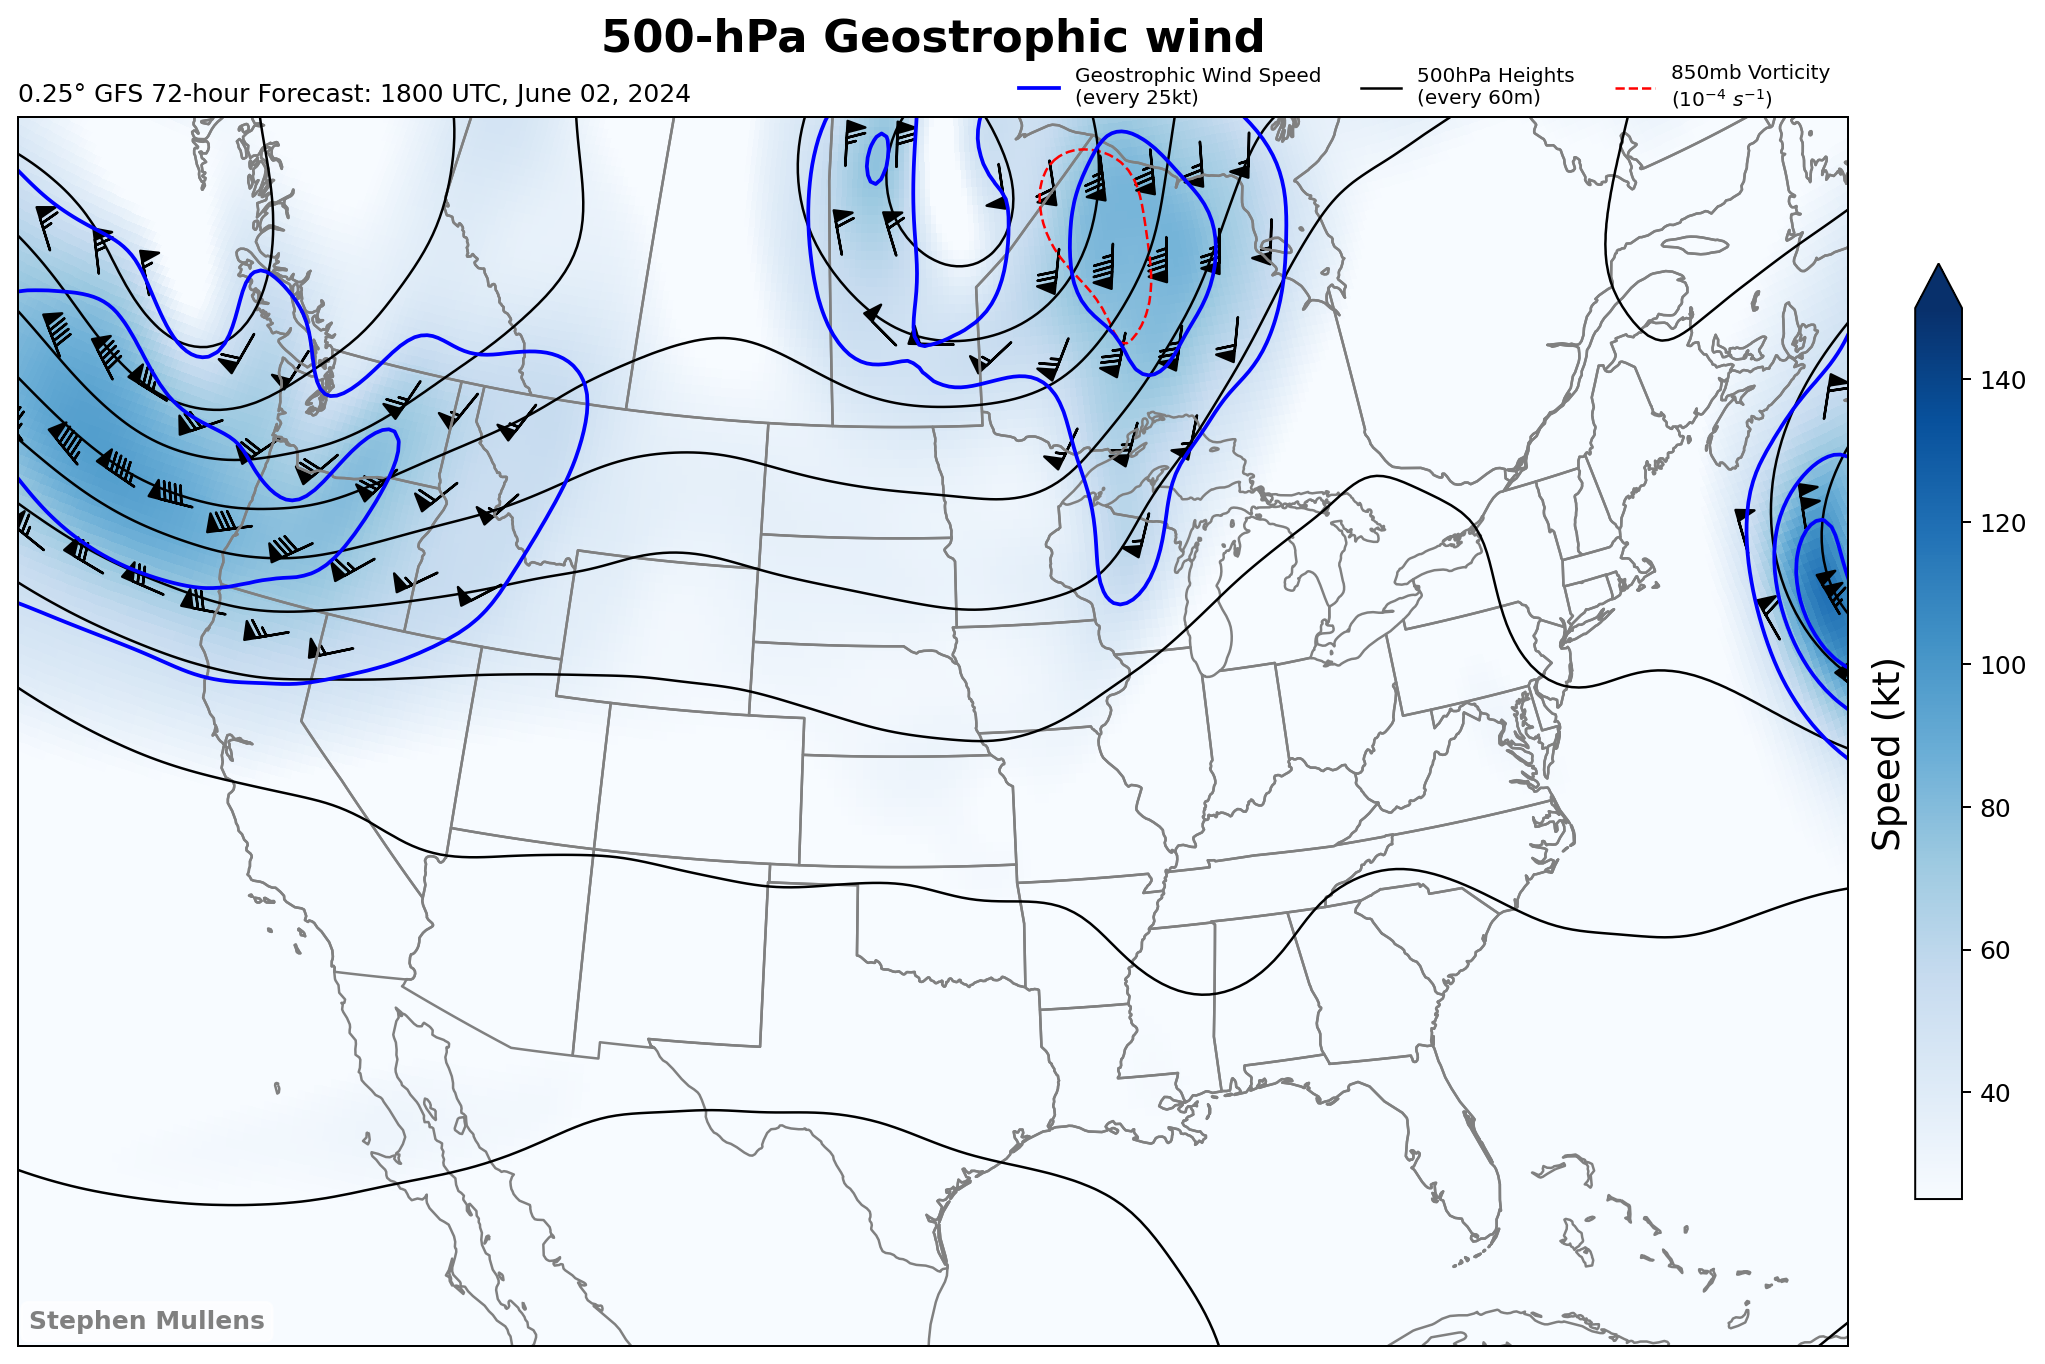 500-hPa Geostrophic wind
0.25° GFS 72-hour Forecast: 1800 UTC, June 02, 2024
Geostrophic Wind Speed
(every 25kt)
500hPa Heights
(every 60m)
850mb Vorticity
(10⁻⁴ s⁻¹)
140
120
100
80
60
40
Speed (kt)
Stephen Mullens